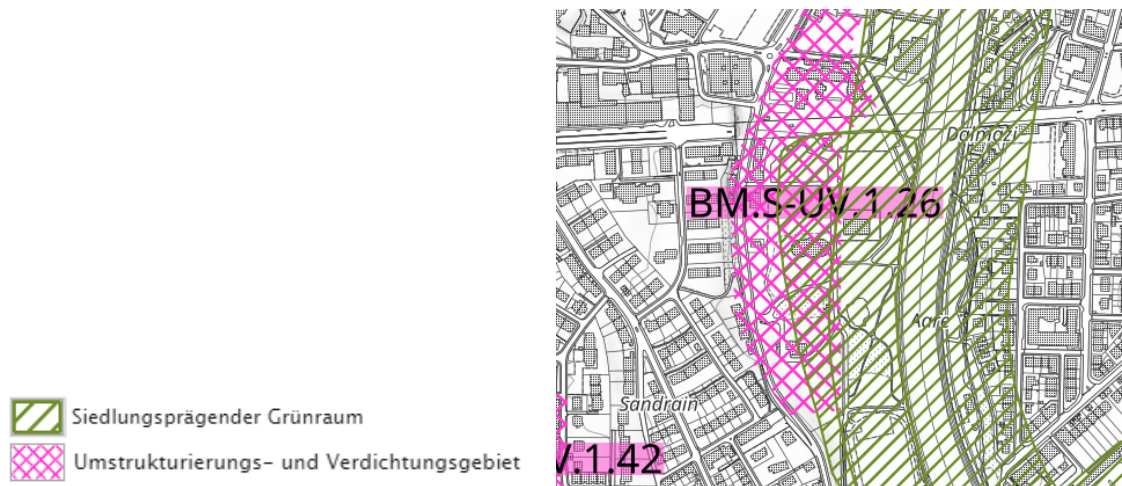 Dalmazi
BM.S-UV.1.26
Aare
Sandrain
V.1.42
Siedlungsprägender Grünraum
Umstrukturierungs- und Verdichtungsgebiet